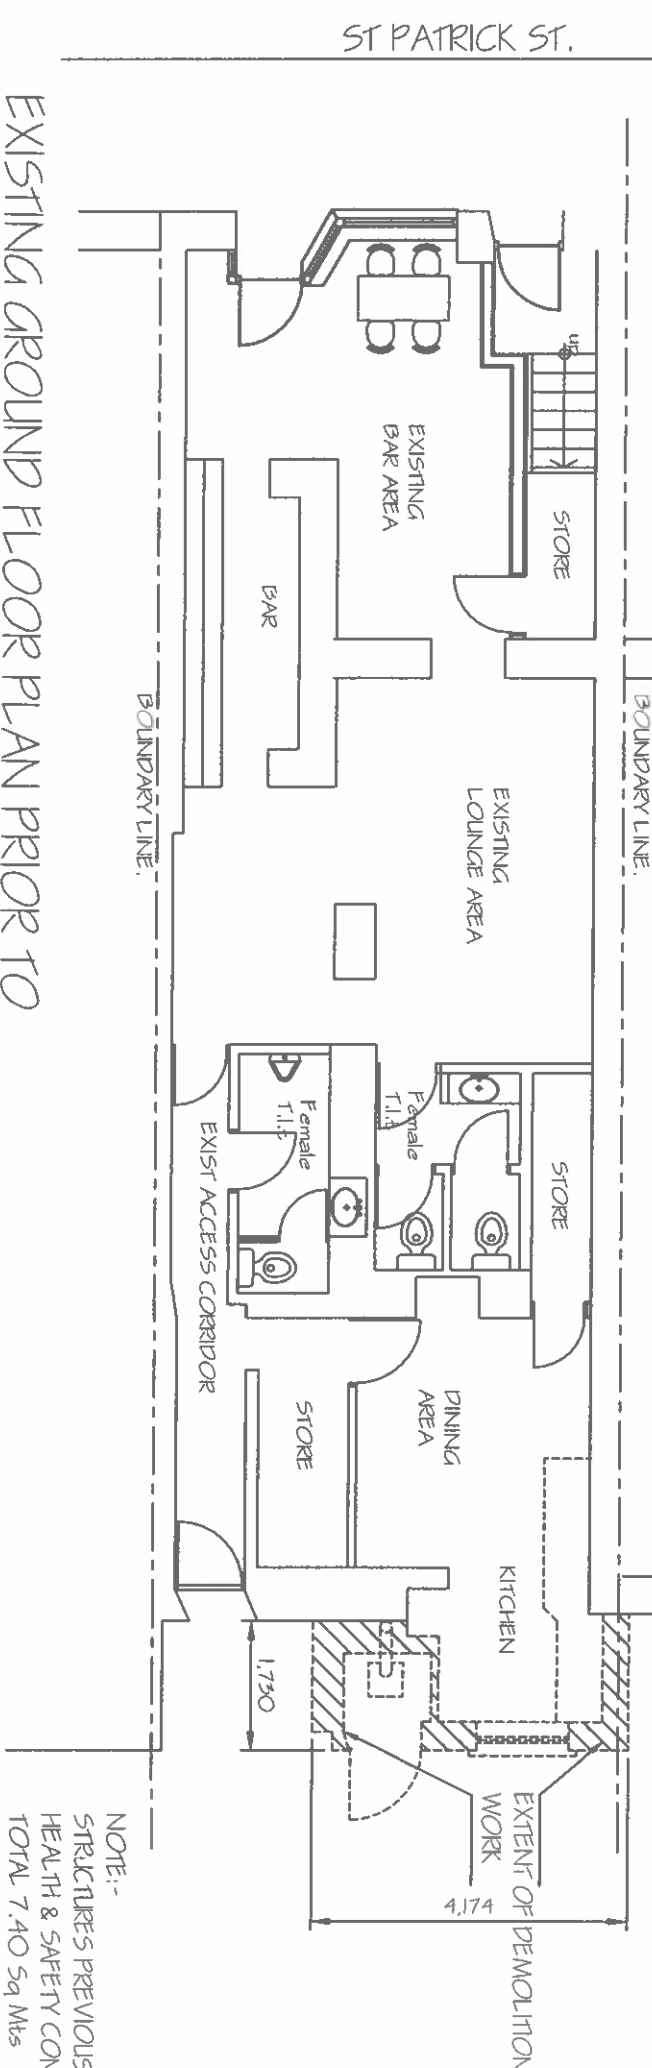 ST PATRICK ST.
EXISTING GROUND FLOOR PLAN PRIOR TO
BOUNDARY LINE.
BOUNDARY LINE.
UP
STORE
EXISTING
BAR AREA
BAR
EXISTING
LOUNGE AREA
Female
T.I.t
Female
T.I.t
STORE
EXIST ACCESS CORRIDOR
DINING
AREA
STORE
KITCHEN
1,730
EXTENT OF DEMOLITION
WORK
4,174
NOTE:-
STRUCTURES PREVIOUS
HEALTH & SAFETY CON
TOTAL 7.40 Sq Mts